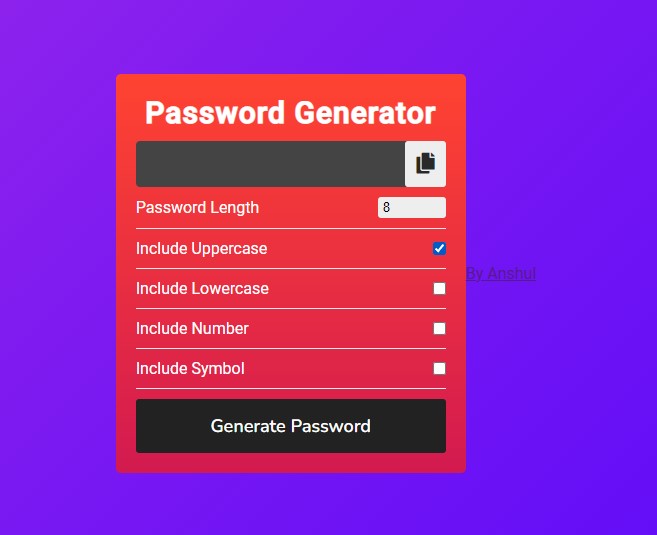 Password Generator
Password Length
8
Include Uppercase
Include Lowercase
Include Number
Include Symbol
Generate Password
By Anshul